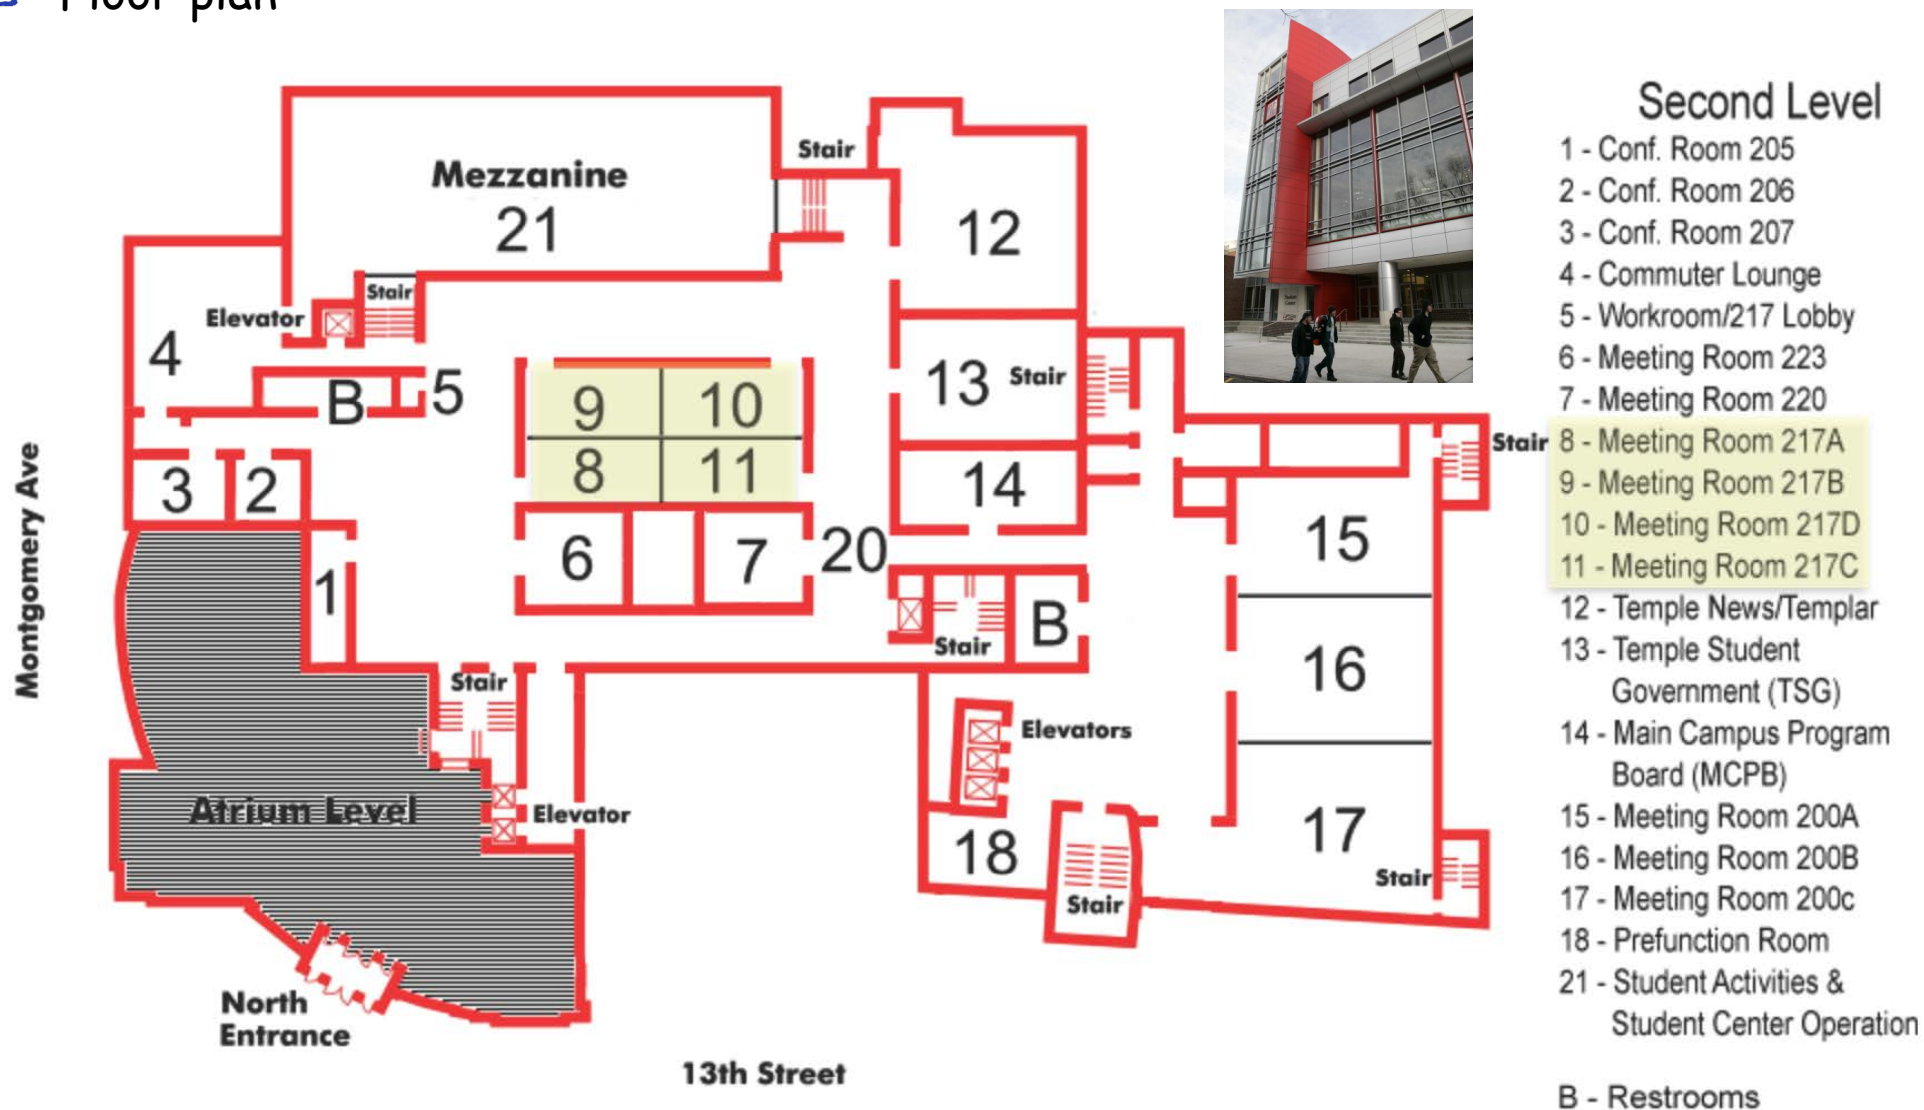 Floor plan
Second Level
1 - Conf. Room 205
2 - Conf. Room 206
3 - Conf. Room 207
4 - Commuter Lounge
5 - Workroom/217 Lobby
6 - Meeting Room 223
7 - Meeting Room 220
8 - Meeting Room 217A
9 - Meeting Room 217B
10 - Meeting Room 217D
11 - Meeting Room 217C
12 - Temple News/Templar
13 - Temple Student
Government (TSG)
14 - Main Campus Program
Board (MCPB)
15 - Meeting Room 200A
16 - Meeting Room 200B
17 - Meeting Room 200c
18 - Prefunction Room
21 - Student Activities &
Student Center Operation
B - Restrooms
Stair
Mezzanine
21
12
Stair
Elevator
4
5
B
9
10
13
Stair
Stair
8
11
3
2
14
15
6
7
20
1
B
Stair
16
Stair
Elevators
Atrium Level
Elevator
18
17
Stair
Stair
North
Entrance
13th Street
Montgomery Ave